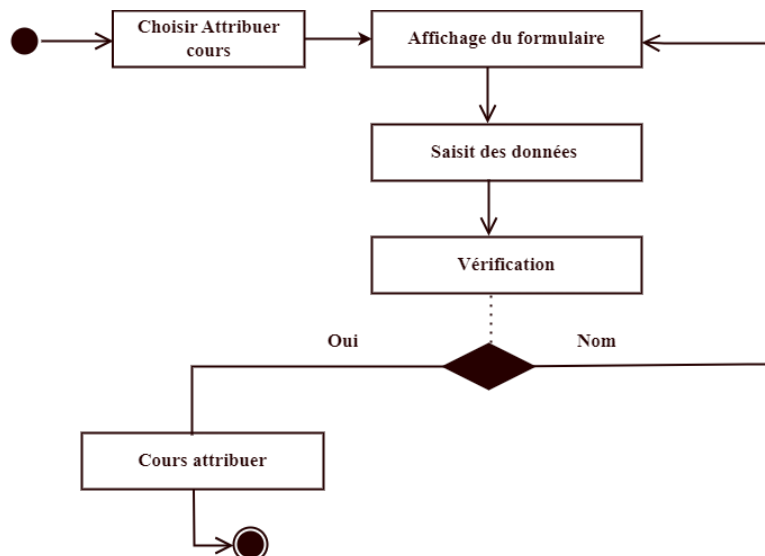 Choisir Attribuer
cours
Affichage du formulaire
Saisit des données
Vérification
Oui
Nom
Cours attribuer